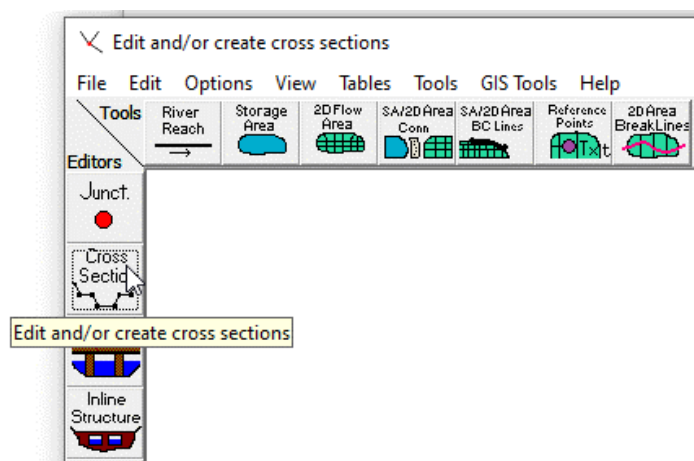 Edit and/or create cross sections
File Edit Options View Tables Tools GIS Tools Help
Tools
Editors
River
Reach
Storage
Area
2D Flow
Area
SA/2D Area
Conn
SA/2D Area
BC Lines
Reference
Points
Txt
2D Area
BreakLines
Junct.
Cross
Sectio
Edit and/or create cross sections
Inline
Structure